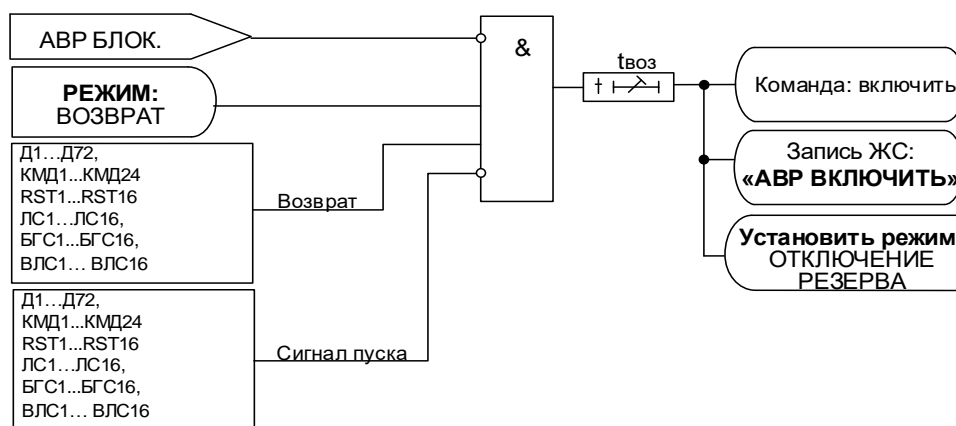 АВР БЛОК.
РЕЖИМ:
ВОЗВРАТ
Д1...Д72,
КМД1...КМД24
RST1...RST16
ЛС1...ЛС16,
БГС1...БГС16,
ВЛС1... ВЛС16
Возврат
Д1...Д72,
КМД1...КМД24
RST1...RST16
ЛС1...ЛС16,
БГС1...БГС16,
ВЛС1... ВЛС16
Сигнал пуска
&
tвоз
t
Команда: включить
Запись ЖС:
«АВР ВКЛЮЧИТЬ»
Установить режим
ОТКЛЮЧЕНИЕ
РЕЗЕРВА